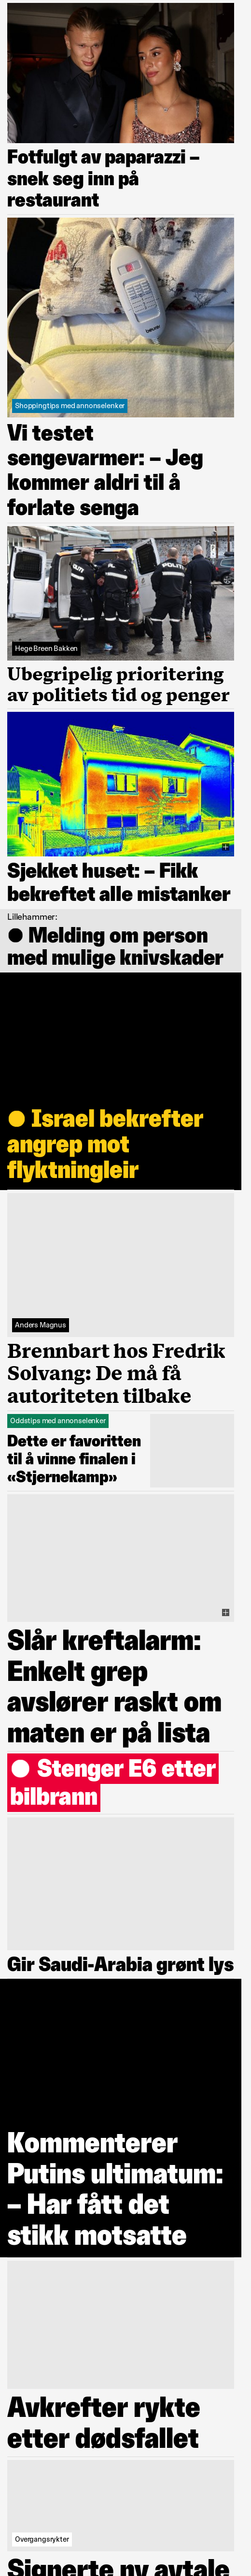 Fotfulgt av paparazzi –
snek seg inn på
restaurant
beurer
Shoppingtips med annonselenker
Vi testet
sengevarmer: – Jeg
kommer aldri til å
forlate senga
POLITI
POLITI
Hege Breen Bakken
Ubegripelig prioritering
av politiets tid og penger
Sjekket huset: – Fikk
bekreftet alle mistanker
Lillehammer:
● Melding om person
med mulige knivskader
● Israel bekrefter
angrep mot
flyktningleir
Anders Magnus
Brennbart hos Fredrik
Solvang: De må få
autoriteten tilbake
Oddstips med annonselenker
Dette er favoritten
til å vinne finalen i
«Stjernekamp»
Slår kreftalarm:
Enkelt grep
avslører raskt om
maten er på lista
● Stenger E6 etter
bilbrann
Gir Saudi-Arabia grønt lys
Kommenterer
Putins ultimatum:
– Har fått det
stikk motsatte
Avkrefter rykte
etter dødsfallet
Overgangsrykter
Signerte ny avtale